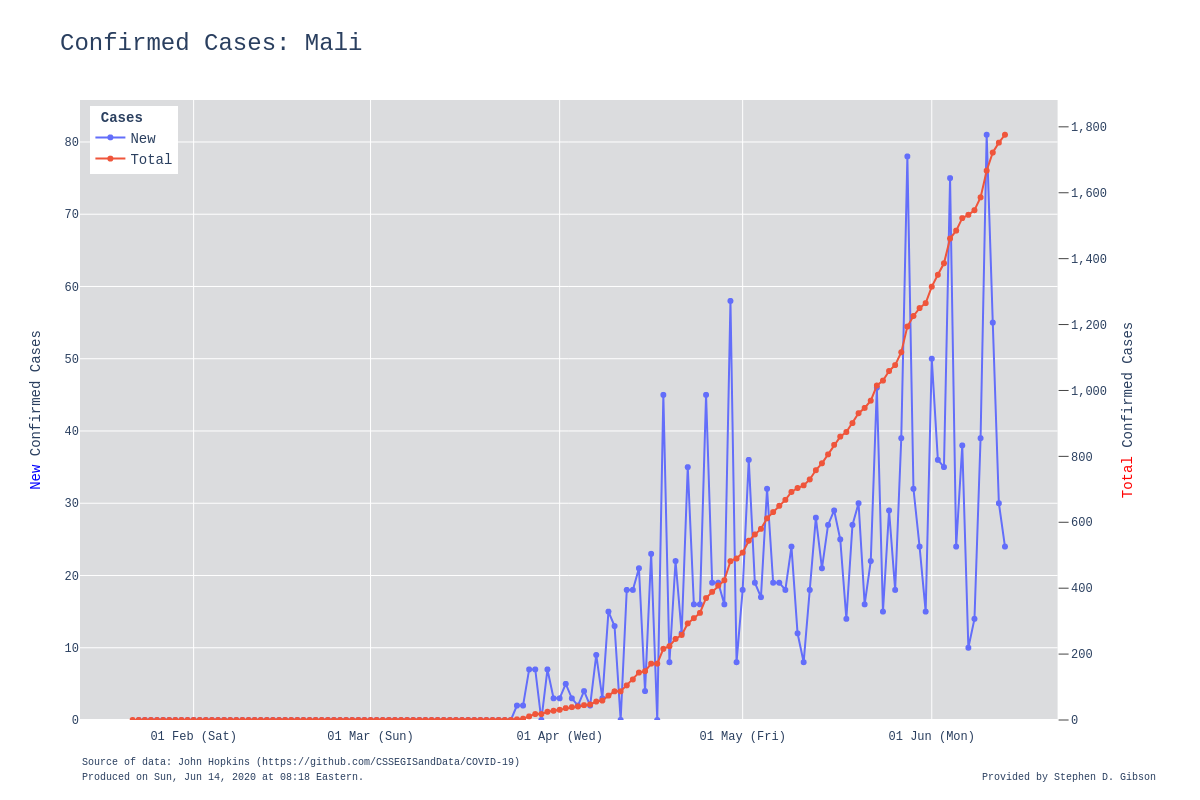 Confirmed Cases: Mali
Cases
New
Total
80
70
60
50
40
30
20
10
0
1,800
1,600
1,400
1,200
1,000
800
600
400
200
0
New Confirmed Cases
Total Confirmed Cases
01 Feb (Sat)
01 Mar (Sun)
01 Apr (Wed)
01 May (Fri)
01 Jun (Mon)
Source of data: John Hopkins (https://github.com/CSSEGISandData/COVID-19)
Produced on Sun, Jun 14, 2020 at 08:18 Eastern.
Provided by Stephen D. Gibson